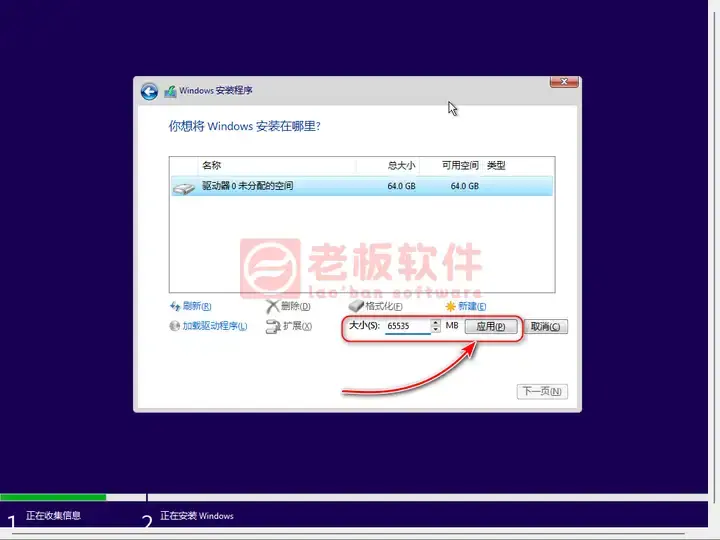 Windows 安装程序
你想将 Windows 安装在哪里?
名称 总大小 可用空间 类型
驱动器 0 未分配的空间 64.0 GB 64.0 GB
老板软件
lao'ban software
刷新(R) 删除(D) 格式化(F) 新建(E)
加载驱动程序(L) 扩展(X) 大小(S): 65535 MB 应用(P) 取消(C)
下一页(N)
1 正在收集信息 2 正在安装 Windows